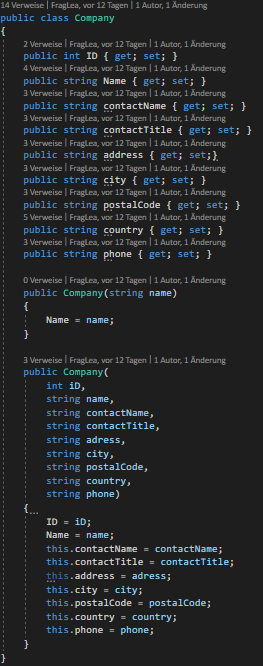 14 Verweise | FragLea, vor 12 Tagen | 1 Autor, 1 Änderung
public class Company
{
2 Verweise | FragLea, vor 12 Tagen | 1 Autor, 1 Änderung
public int ID { get; set; }
4 Verweise | FragLea, vor 12 Tagen | 1 Autor, 1 Änderung
public string Name { get; set; }
3 Verweise | FragLea, vor 12 Tagen | 1 Autor, 1 Änderung
public string contactName { get; set; }
3 Verweise | FragLea, vor 12 Tagen | 1 Autor, 1 Änderung
public string contactTitle { get; set; }
3 Verweise | FragLea, vor 12 Tagen | 1 Autor, 1 Änderung
public string address { get; set;}
3 Verweise | FragLea, vor 12 Tagen | 1 Autor, 1 Änderung
public string city { get; set; }
3 Verweise | FragLea, vor 12 Tagen | 1 Autor, 1 Änderung
public string postalCode { get; set; }
5 Verweise | FragLea, vor 12 Tagen | 1 Autor, 1 Änderung
public string country { get; set; }
3 Verweise | FragLea, vor 12 Tagen | 1 Autor, 1 Änderung
public string phone { get; set; }
0 Verweise | FragLea, vor 12 Tagen | 1 Autor, 1 Änderung
public Company(string name)
{
Name = name;
}
3 Verweise | FragLea, vor 12 Tagen | 1 Autor, 1 Änderung
public Company(
int iD,
string name,
string contactName,
string contactTitle,
string adress,
string city,
string postalCode,
string country,
string phone)
{
ID = iD;
Name = name;
this.contactName = contactName;
this.contactTitle = contactTitle;
this.address = adress;
this.city = city;
this.postalCode = postalCode;
this.country = country;
this.phone = phone;
}
}